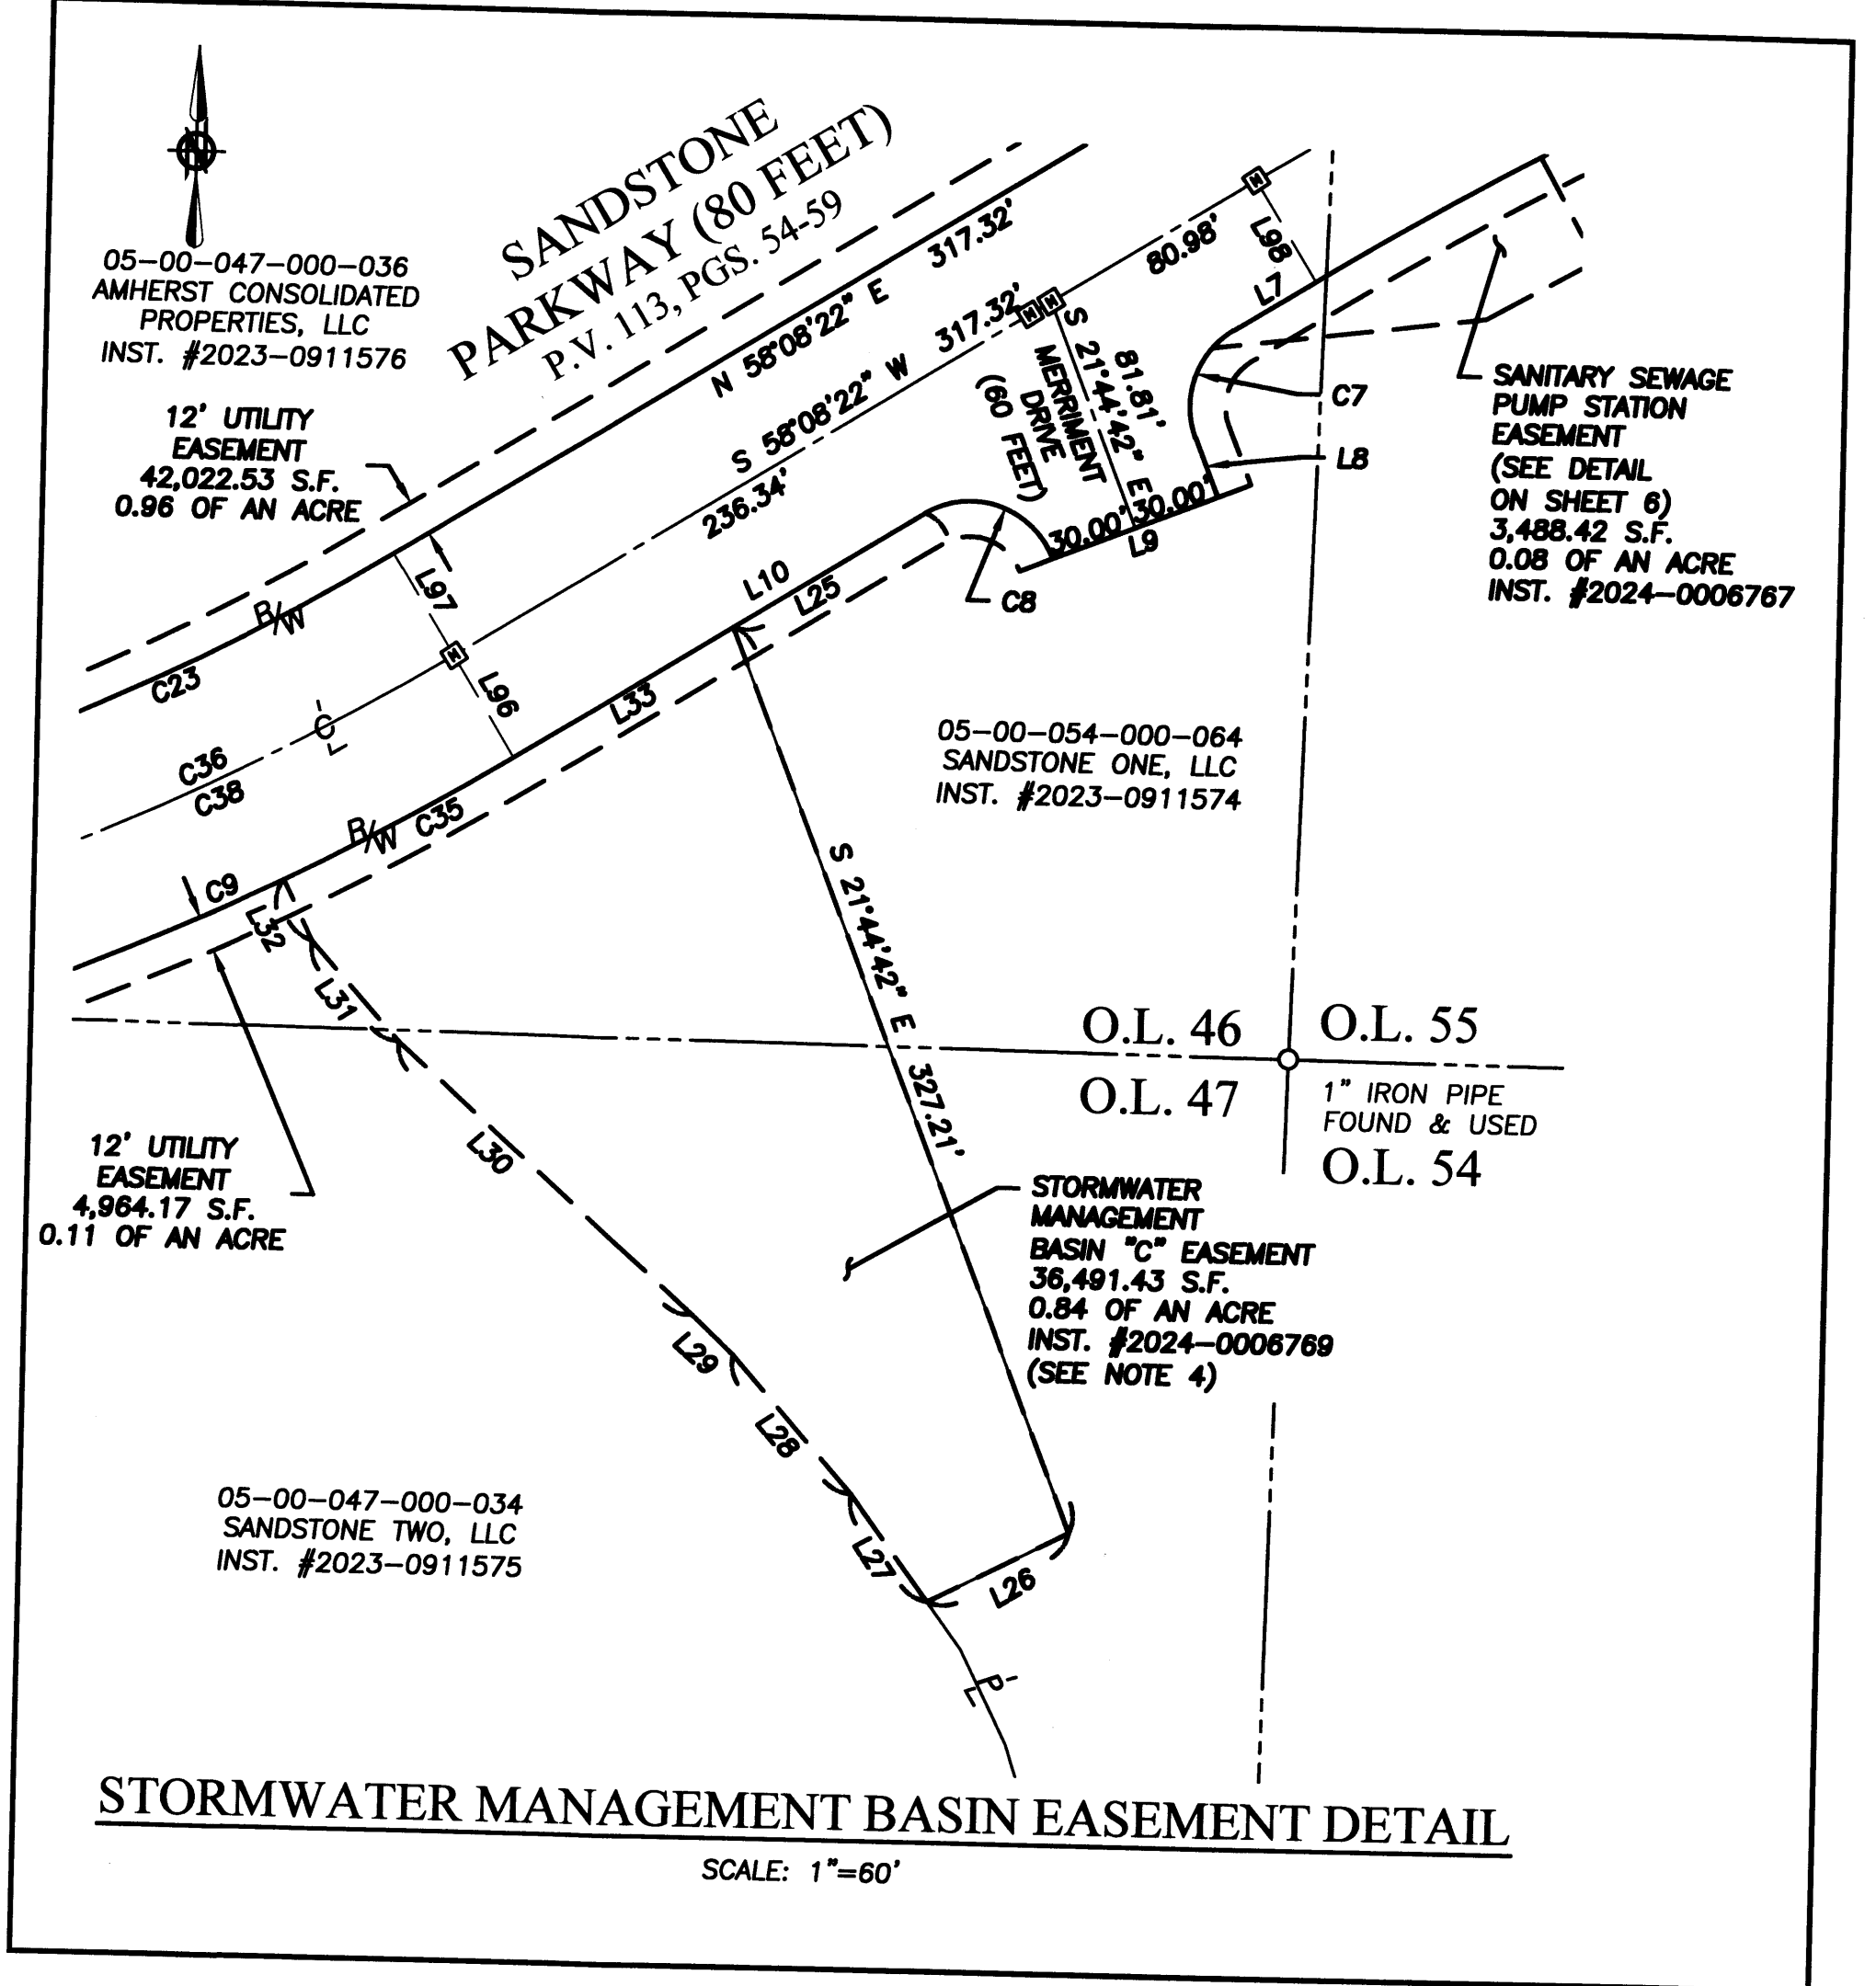 N
SANDSTONE
PARKWAY (80 FEET)
P.V. 113, PGS. 54-59
05-00-047-000-036
AMHERST CONSOLIDATED
PROPERTIES, LLC
INST. #2023-0911576
12' UTILITY
EASEMENT
42,022.53 S.F.
0.96 OF AN ACRE
N 58°08'22" E 317.32'
S 58°08'22" W 317.32'
236.34'
80.98'
M
M
M
M
L98
L7
S 21°44'42" E
81.81'
MERRIMENT
DRIVE
(60 FEET)
30.00'
30.00'
L9
C7
L8
SANITARY SEWAGE
PUMP STATION
EASEMENT
(SEE DETAIL
ON SHEET 6)
3,488.42 S.F.
0.08 OF AN ACRE
INST. #2024-0006767
C8
L10
L25
L97
L96
L33
R/W
C23
CL
C36
C38
R/W
C35
C9
L32
L31
05-00-054-000-064
SANDSTONE ONE, LLC
INST. #2023-0911574
S 21°44'42" E 327.21'
O.L. 46
O.L. 55
O.L. 47
1" IRON PIPE
FOUND & USED
O.L. 54
12' UTILITY
EASEMENT
4,964.17 S.F.
0.11 OF AN ACRE
L30
STORMWATER
MANAGEMENT
BASIN "C" EASEMENT
36,491.43 S.F.
0.84 OF AN ACRE
INST. #2024-0006769
(SEE NOTE 4)
L29
L28
L27
L26
05-00-047-000-034
SANDSTONE TWO, LLC
INST. #2023-0911575
PL
STORMWATER MANAGEMENT BASIN EASEMENT DETAIL
SCALE: 1"=60'